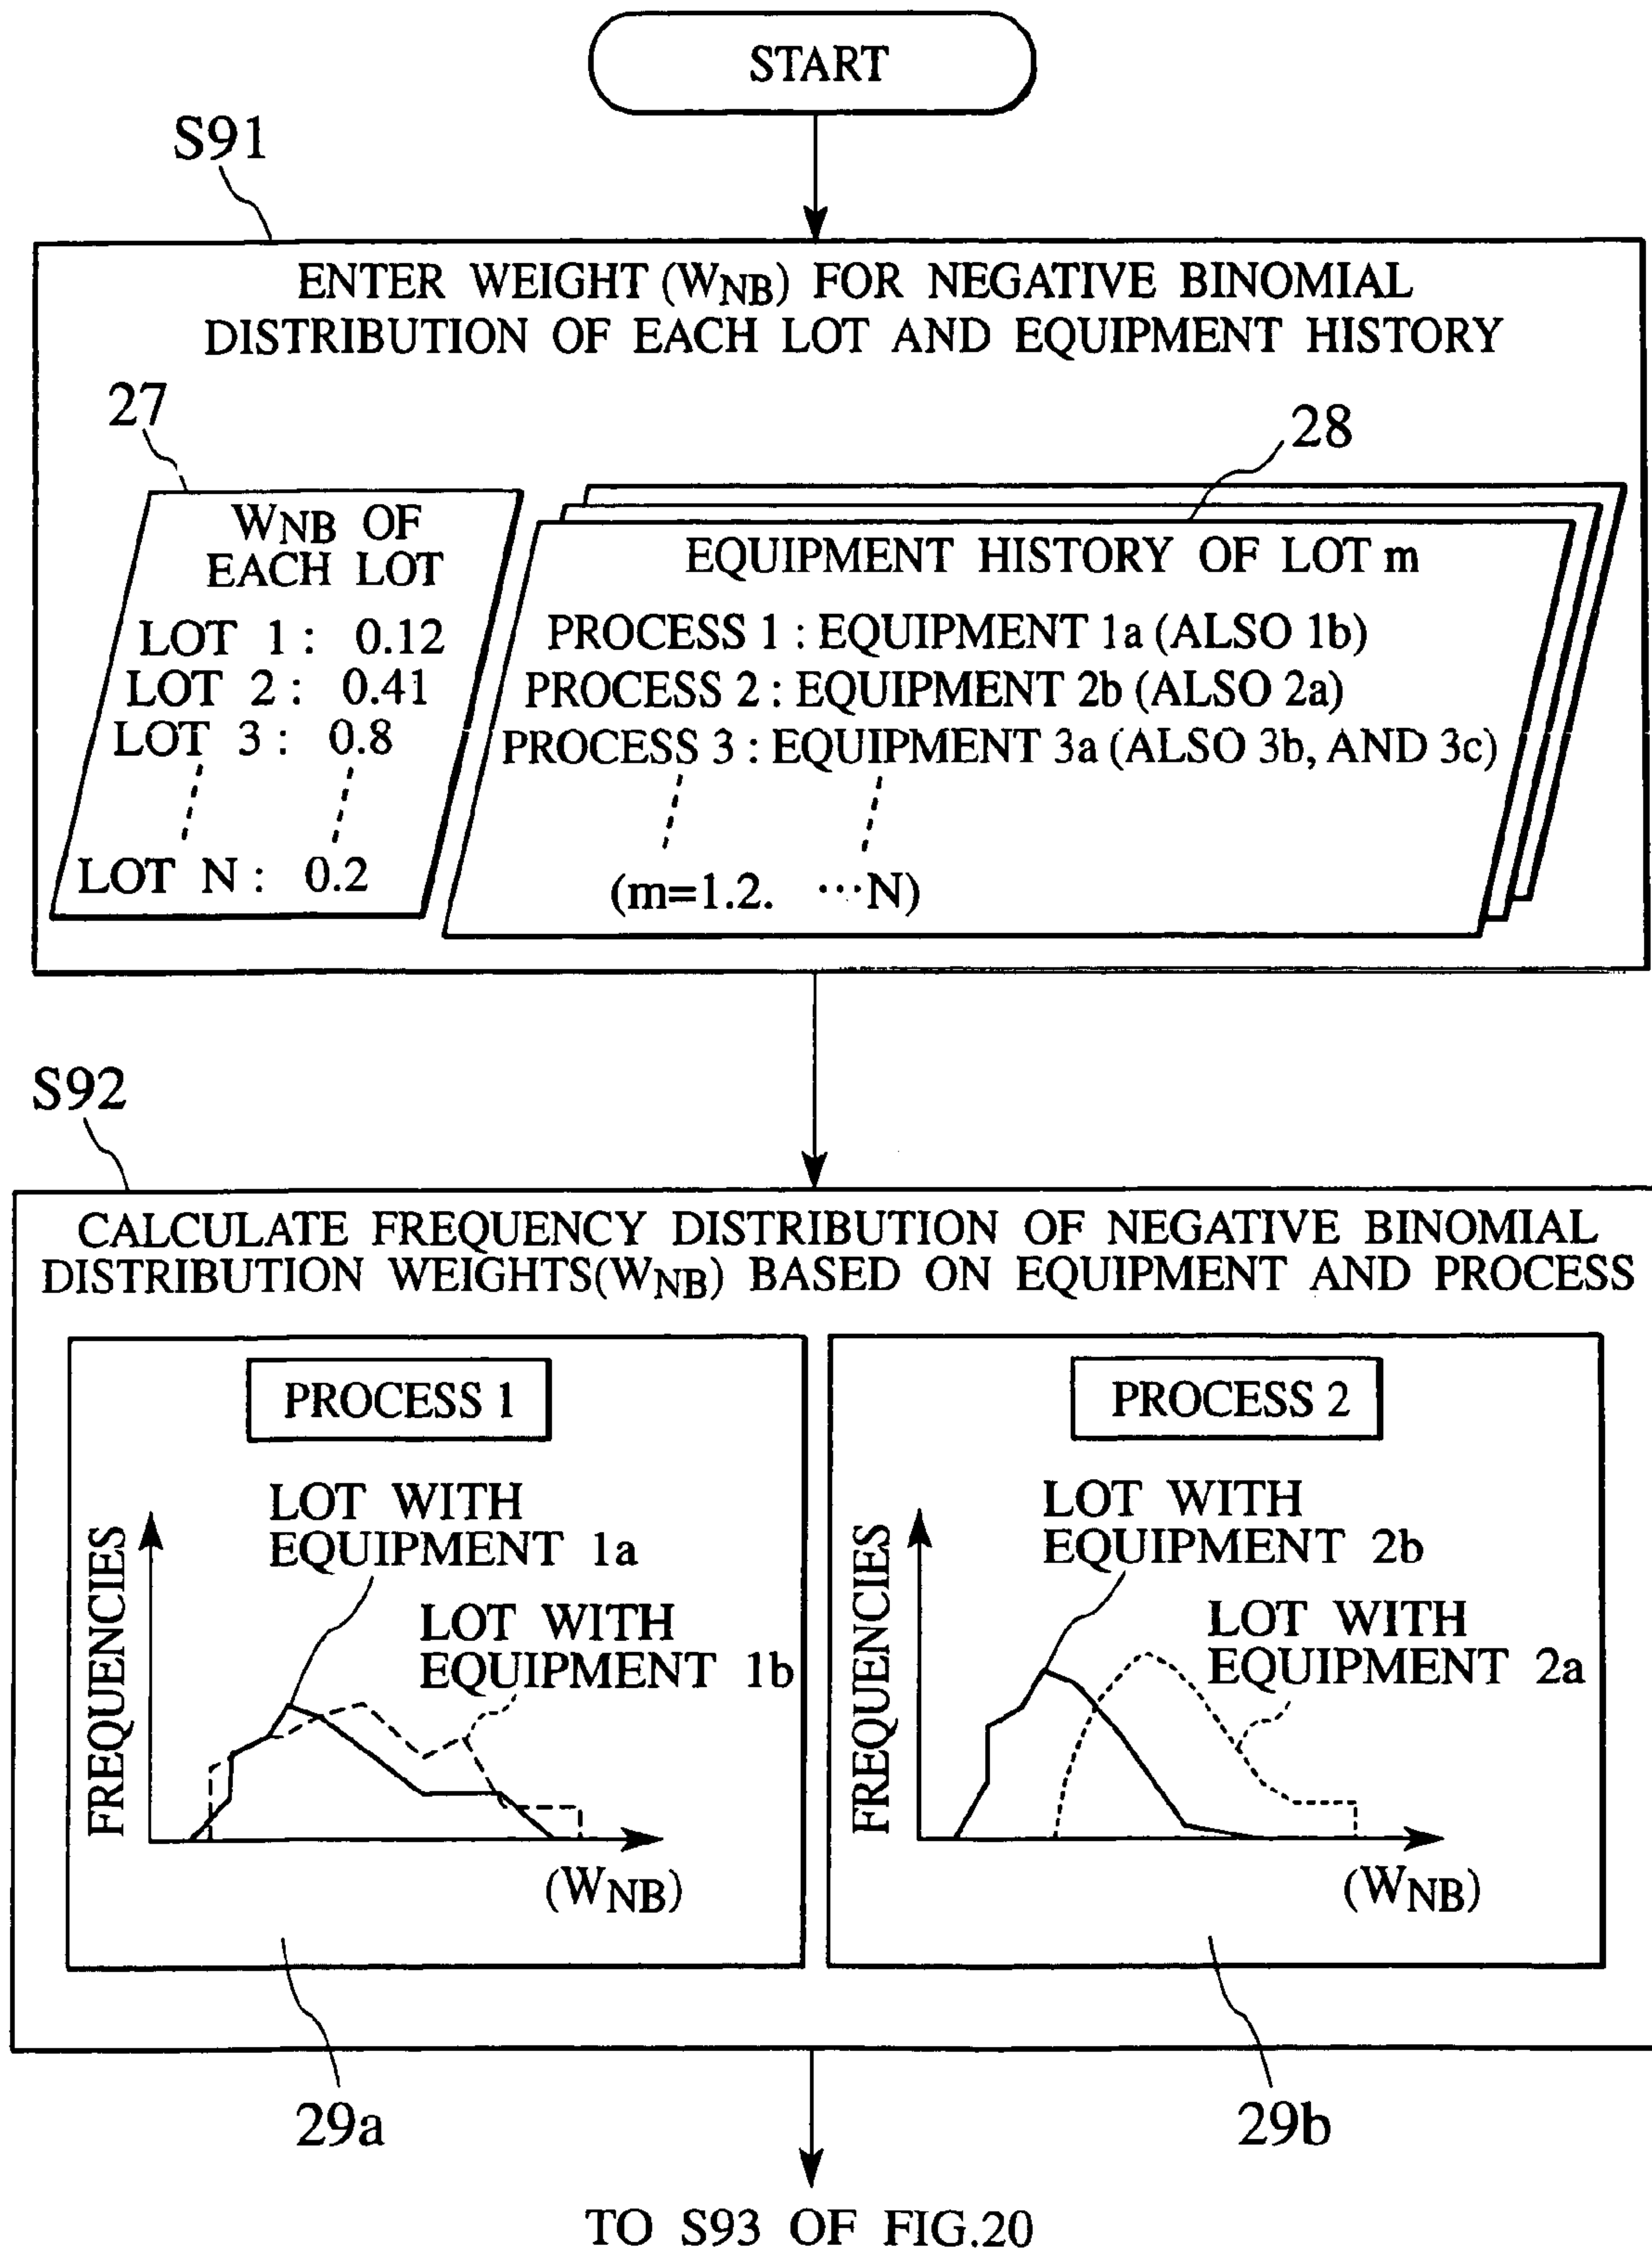 START
S91
ENTER WEIGHT (WNB) FOR NEGATIVE BINOMIAL
DISTRIBUTION OF EACH LOT AND EQUIPMENT HISTORY
27
28
WNB OF
EACH LOT
LOT 1 : 0.12
LOT 2 : 0.41
LOT 3 : 0.8
LOT N : 0.2
EQUIPMENT HISTORY OF LOT m
PROCESS 1 : EQUIPMENT 1a (ALSO 1b)
PROCESS 2 : EQUIPMENT 2b (ALSO 2a)
PROCESS 3 : EQUIPMENT 3a (ALSO 3b, AND 3c)
(m=1.2. ···N)
S92
CALCULATE FREQUENCY DISTRIBUTION OF NEGATIVE BINOMIAL
DISTRIBUTION WEIGHTS(WNB) BASED ON EQUIPMENT AND PROCESS
PROCESS 1
LOT WITH
EQUIPMENT 1a
LOT WITH
EQUIPMENT 1b
FREQUENCIES
(WNB)
29a
PROCESS 2
LOT WITH
EQUIPMENT 2b
LOT WITH
EQUIPMENT 2a
FREQUENCIES
(WNB)
29b
TO S93 OF FIG.20